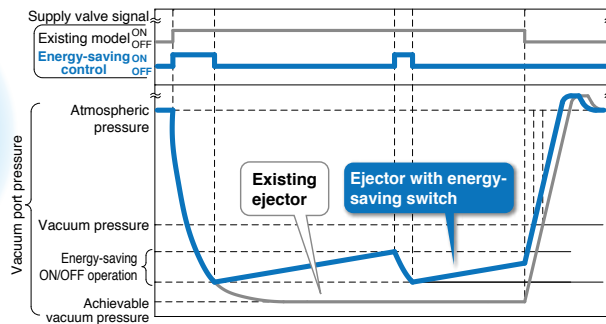 Supply valve signal
Existing model ON
OFF
Energy-saving ON
control OFF
Vacuum port pressure
Atmospheric
pressure
Existing
ejector
Ejector with energy-
saving switch
Vacuum pressure
Energy-saving
ON/OFF operation
Achievable
vacuum pressure